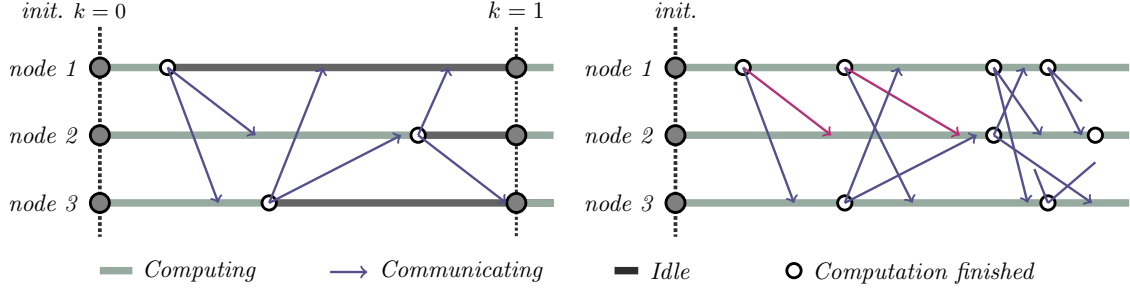 init. k = 0 k = 1 init.
node 1 node 1
node 2 node 2
node 3 node 3
Computing Communicating Idle Computation finished